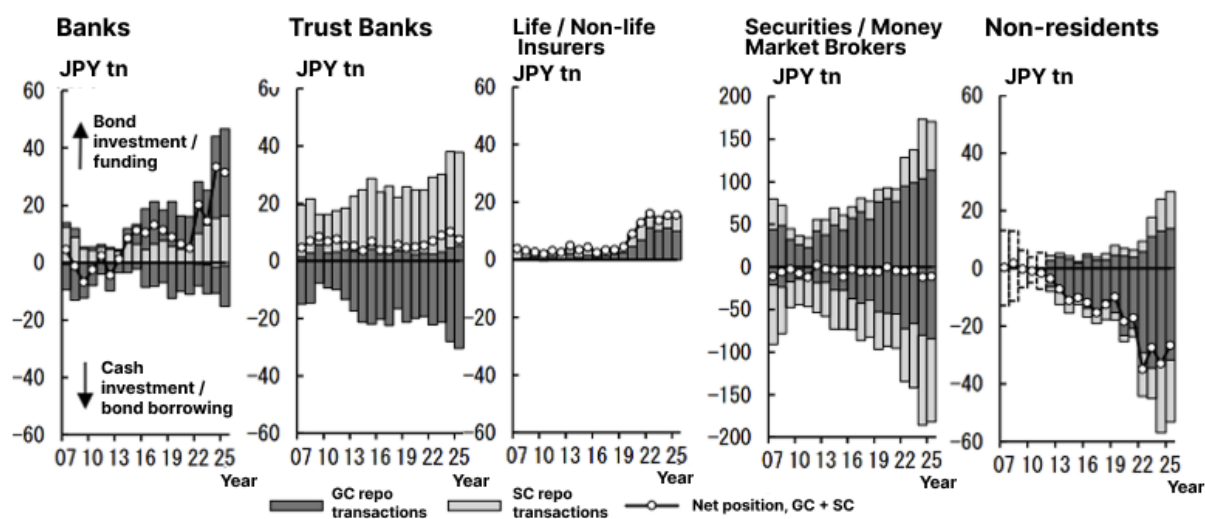 Banks
JPY tn
60
40
20
0
−20
−40
−60
Bond
investment /
funding
Cash
investment /
bond borrowing
07 10 13 16 19 22 25
Year
Trust Banks
JPY tn
60
40
20
0
−20
−40
−60
07 10 13 16 19 22 25
Life / Non-life
Insurers
JPY tn
60
40
20
0
−20
−40
−60
07 10 13 16 19 22 25
Year
Securities / Money
Market Brokers
JPY tn
200
150
100
50
0
−50
−100
−150
−200
07 10 13 16 19 22 25
Year
Non-residents
JPY tn
60
40
20
0
−20
−40
−60
07 10 13 16 19 22 25
Year
GC repo
transactions
SC repo
transactions
Net position, GC + SC